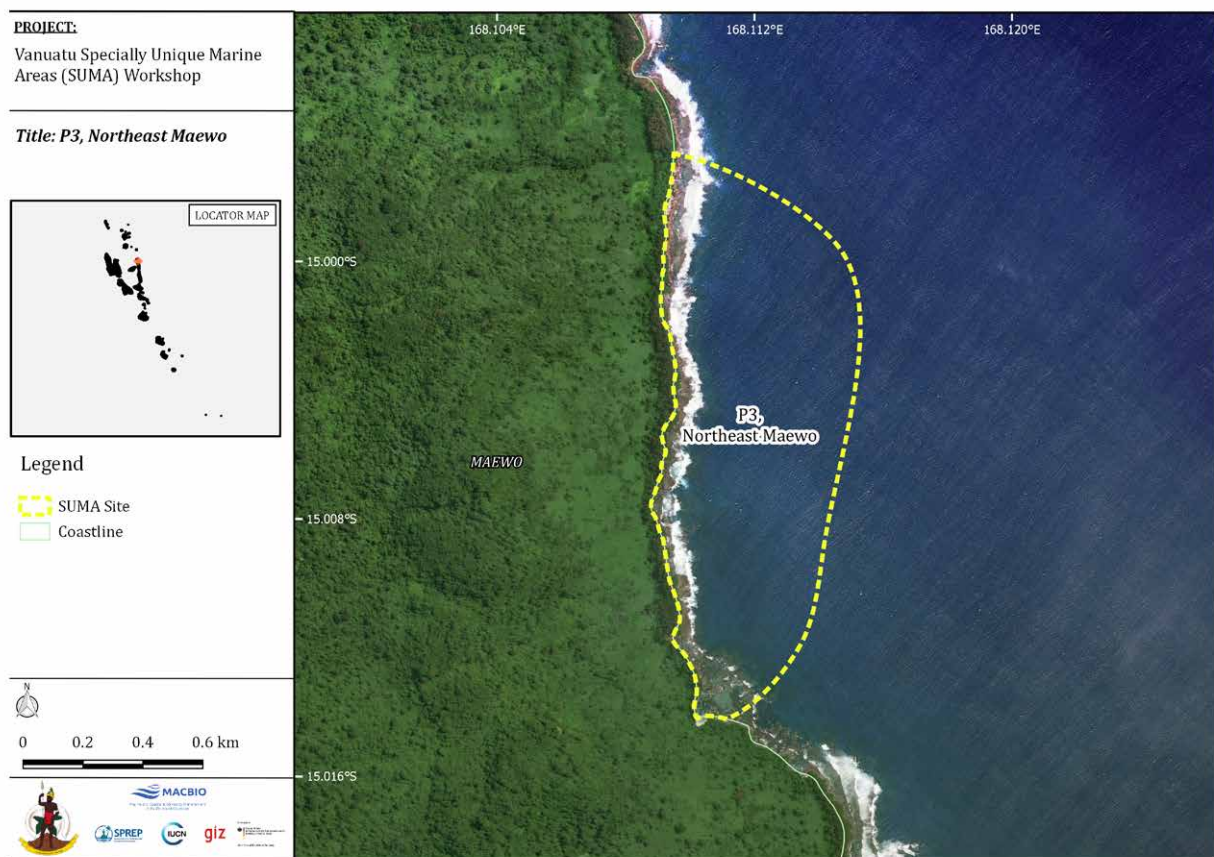 PROJECT:
Vanuatu Specially Unique Marine
Areas (SUMA) Workshop
Title: P3, Northeast Maewo
LOCATOR MAP
Legend
SUMA Site
Coastline
N
0 0.2 0.4 0.6 km
MACBIO
SPREP
IUCN
giz
168.104°E
168.112°E
168.120°E
15.000°S
P3,
Northeast Maewo
MAEWO
15.008°S
15.016°S